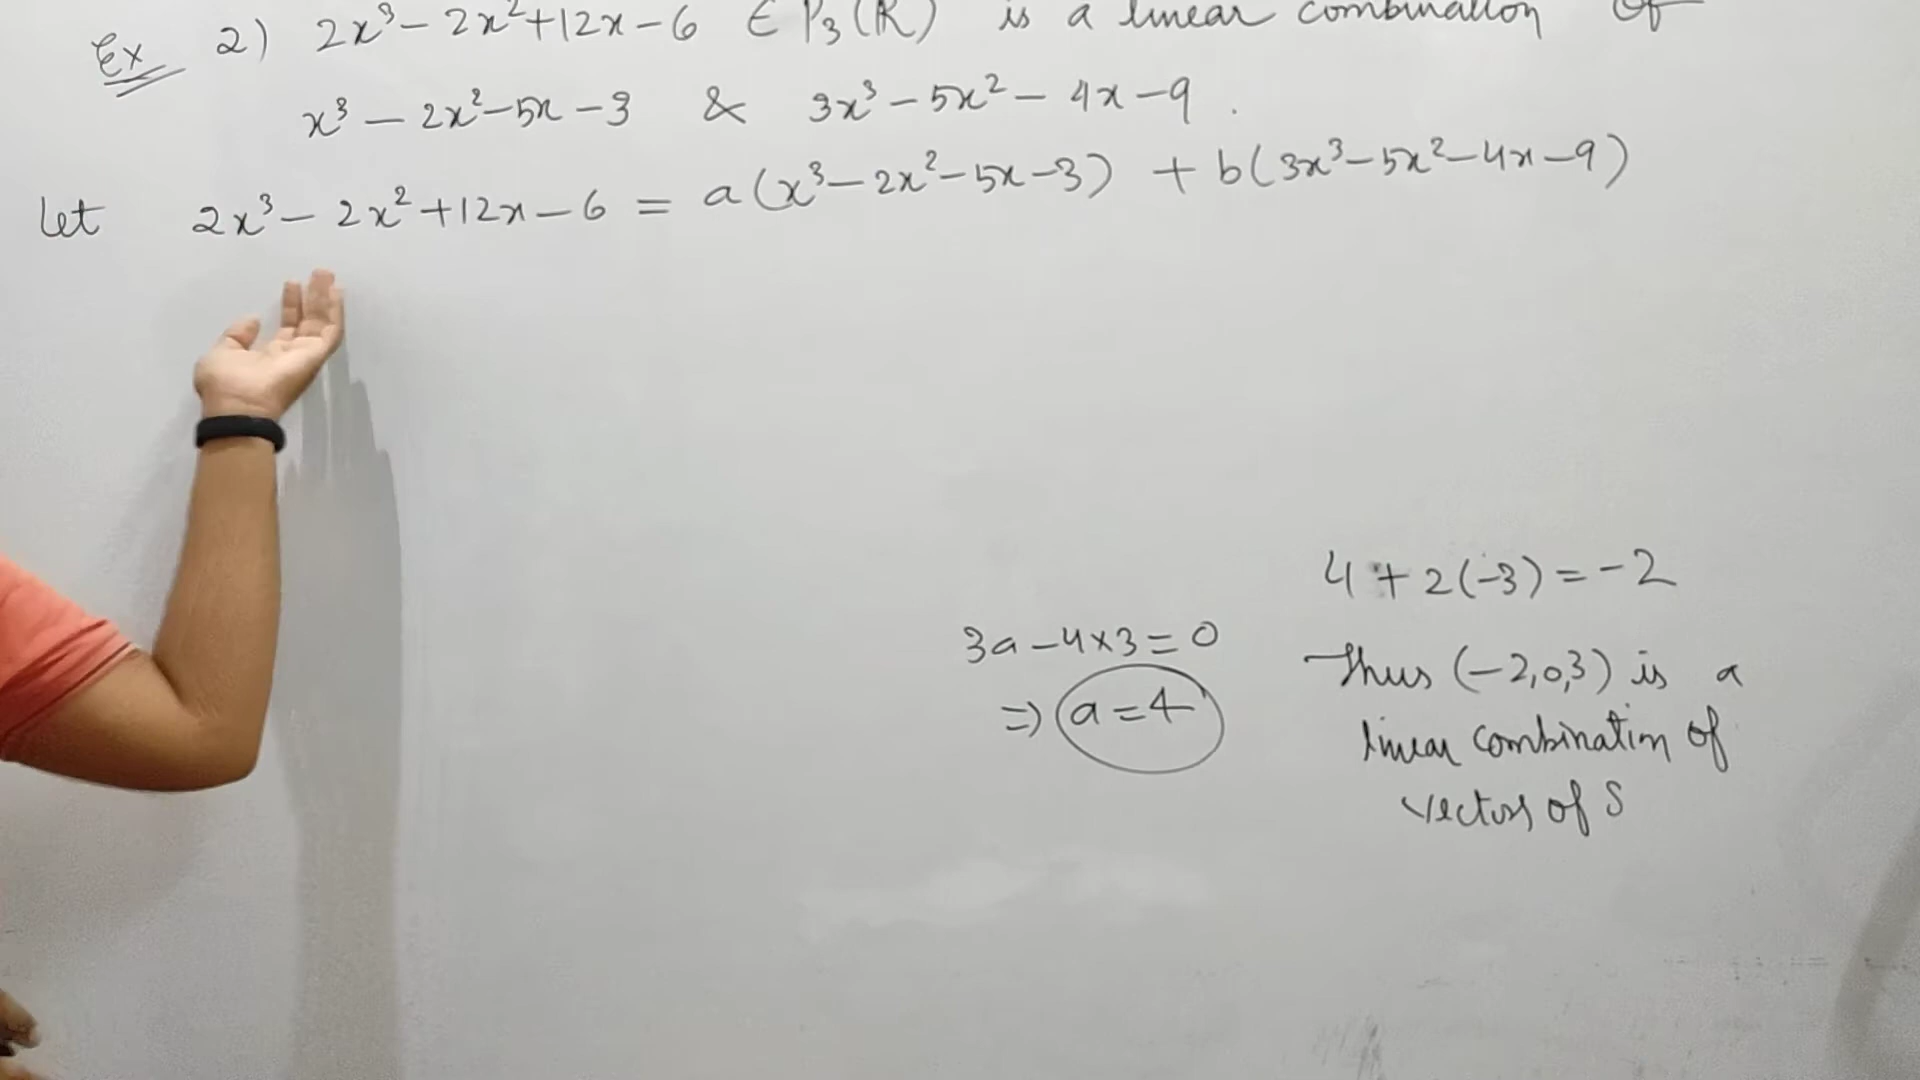 Ex 2) 2x³ - 2x² + 12x - 6 ∈ P₃(R) is a linear combination of
x³ - 2x² - 5x - 3 & 3x³ - 5x² - 4x - 9 .
Let 2x³ - 2x² + 12x - 6 = a(x³ - 2x² - 5x - 3) + b(3x³ - 5x² - 4x - 9)
3a - 4×3 = 0
=> a = 4
4 + 2(-3) = -2
Thus (-2,0,3) is a
linear combination of
vectors of S